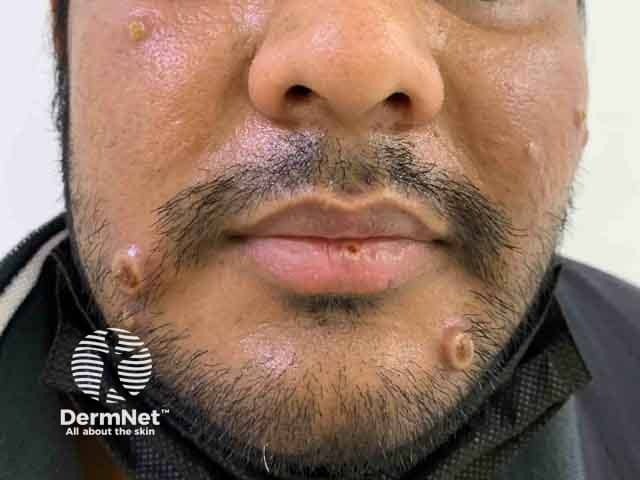 DermNet™
All about the skin